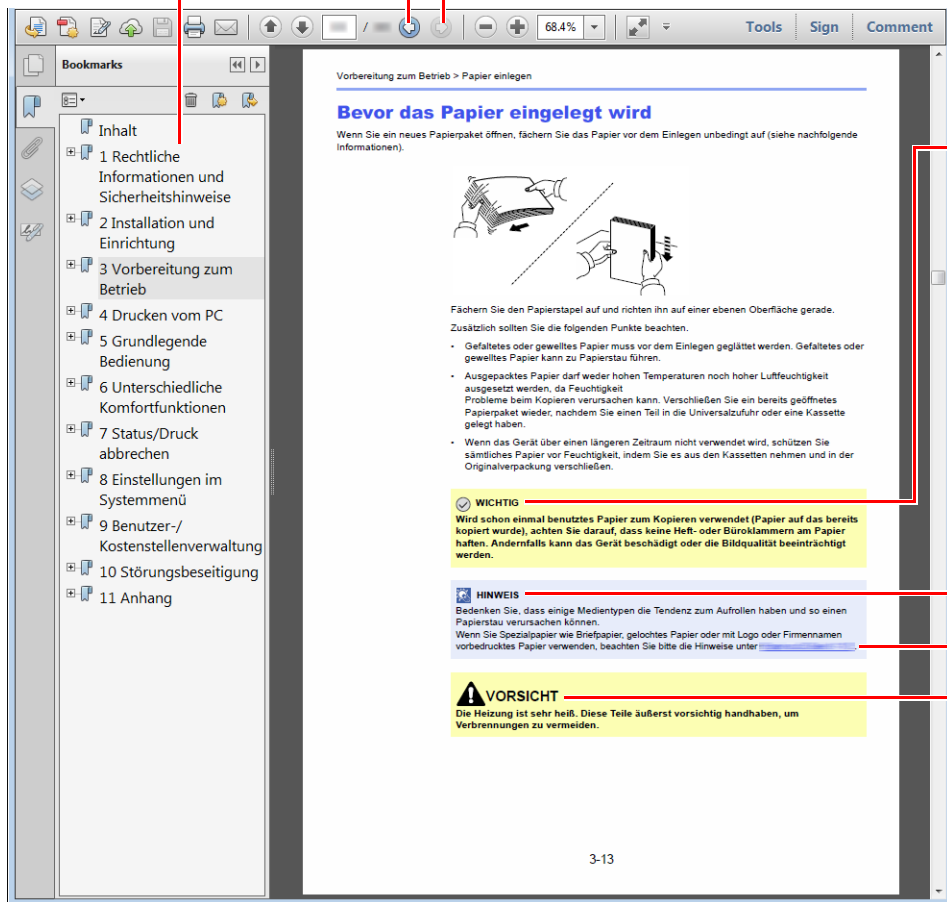 /
68.4%
Tools
Sign
Comment
Bookmarks
Inhalt
1 Rechtliche
Informationen und
Sicherheitshinweise
2 Installation und
Einrichtung
3 Vorbereitung zum
Betrieb
4 Drucken vom PC
5 Grundlegende
Bedienung
6 Unterschiedliche
Komfortfunktionen
7 Status/Druck
abbrechen
8 Einstellungen im
Systemmenü
9 Benutzer-/
Kostenstellenverwaltung
10 Störungsbeseitigung
11 Anhang
Vorbereitung zum Betrieb > Papier einlegen
Bevor das Papier eingelegt wird
Wenn Sie ein neues Papierpaket öffnen, fächern Sie das Papier vor dem Einlegen unbedingt auf (siehe nachfolgende
Informationen).
Fächern Sie den Papierstapel auf und richten ihn auf einer ebenen Oberfläche gerade.
Zusätzlich sollten Sie die folgenden Punkte beachten.
• Gefaltetes oder gewelltes Papier muss vor dem Einlegen geglättet werden. Gefaltetes oder
gewelltes Papier kann zu Papierstau führen.
• Ausgepacktes Papier darf weder hohen Temperaturen noch hoher Luftfeuchtigkeit
ausgesetzt werden, da Feuchtigkeit
Probleme beim Kopieren verursachen kann. Verschließen Sie ein bereits geöffnetes
Papierpaket wieder, nachdem Sie einen Teil in die Universalzufuhr oder eine Kassette
gelegt haben.
• Wenn das Gerät über einen längeren Zeitraum nicht verwendet wird, schützen Sie
sämtliches Papier vor Feuchtigkeit, indem Sie es aus den Kassetten nehmen und in der
Originalverpackung verschließen.
WICHTIG
Wird schon einmal benutztes Papier zum Kopieren verwendet (Papier auf das bereits
kopiert wurde), achten Sie darauf, dass keine Heft- oder Büroklammern am Papier
haften. Andernfalls kann das Gerät beschädigt oder die Bildqualität beeinträchtigt
werden.
HINWEIS
Bedenken Sie, dass einige Medientypen die Tendenz zum Aufrollen haben und so einen
Papierstau verursachen können.
Wenn Sie Spezialpapier wie Briefpapier, gelochtes Papier oder mit Logo oder Firmennamen
vorbedrucktes Papier verwenden, beachten Sie bitte die Hinweise unter
VORSICHT
Die Heizung ist sehr heiß. Diese Teile äußerst vorsichtig handhaben, um
Verbrennungen zu vermeiden.
3-13